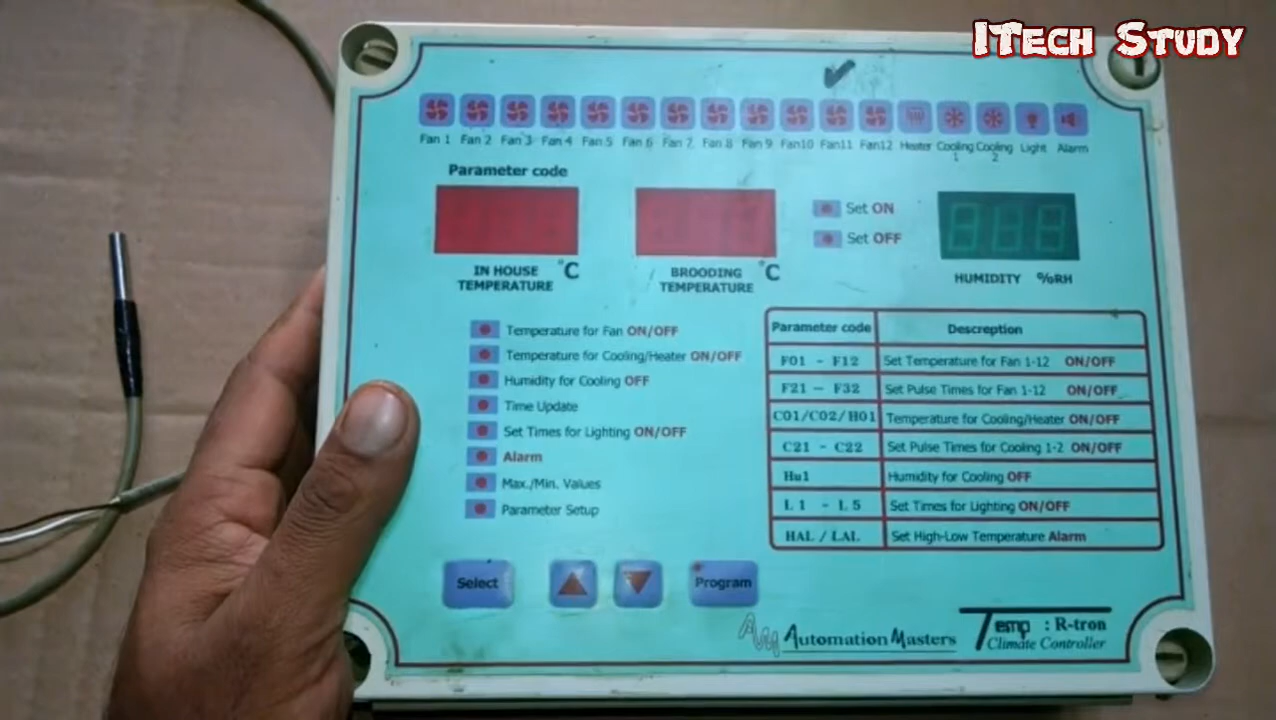 ITech Study
Fan 1 Fan 2 Fan 3 Fan 4 Fan 5 Fan 6 Fan 7 Fan 8 Fan 9 Fan10 Fan11 Fan12 Heater Cooling 1 Cooling 2 Light Alarm
Parameter code
Set ON
Set OFF
IN HOUSE TEMPERATURE °C
BROODING TEMPERATURE °C
HUMIDITY %RH
Temperature for Fan ON/OFF
Temperature for Cooling/Heater ON/OFF
Humidity for Cooling OFF
Time Update
Set Times for Lighting ON/OFF
Alarm
Max./Min. Values
Parameter Setup
Parameter code Descreption
F01 - F12 Set Temperature for Fan 1-12 ON/OFF
F21 - F32 Set Pulse Times for Fan 1-12 ON/OFF
C01/C02/H01 Temperature for Cooling/Heater ON/OFF
C21 - C22 Set Pulse Times for Cooling 1-2 ON/OFF
Hu1 Humidity for Cooling OFF
L 1 - L 5 Set Times for Lighting ON/OFF
HAL / LAL Set High-Low Temperature Alarm
Select Program
AM Automation Masters
Temp : R-tron
Climate Controller